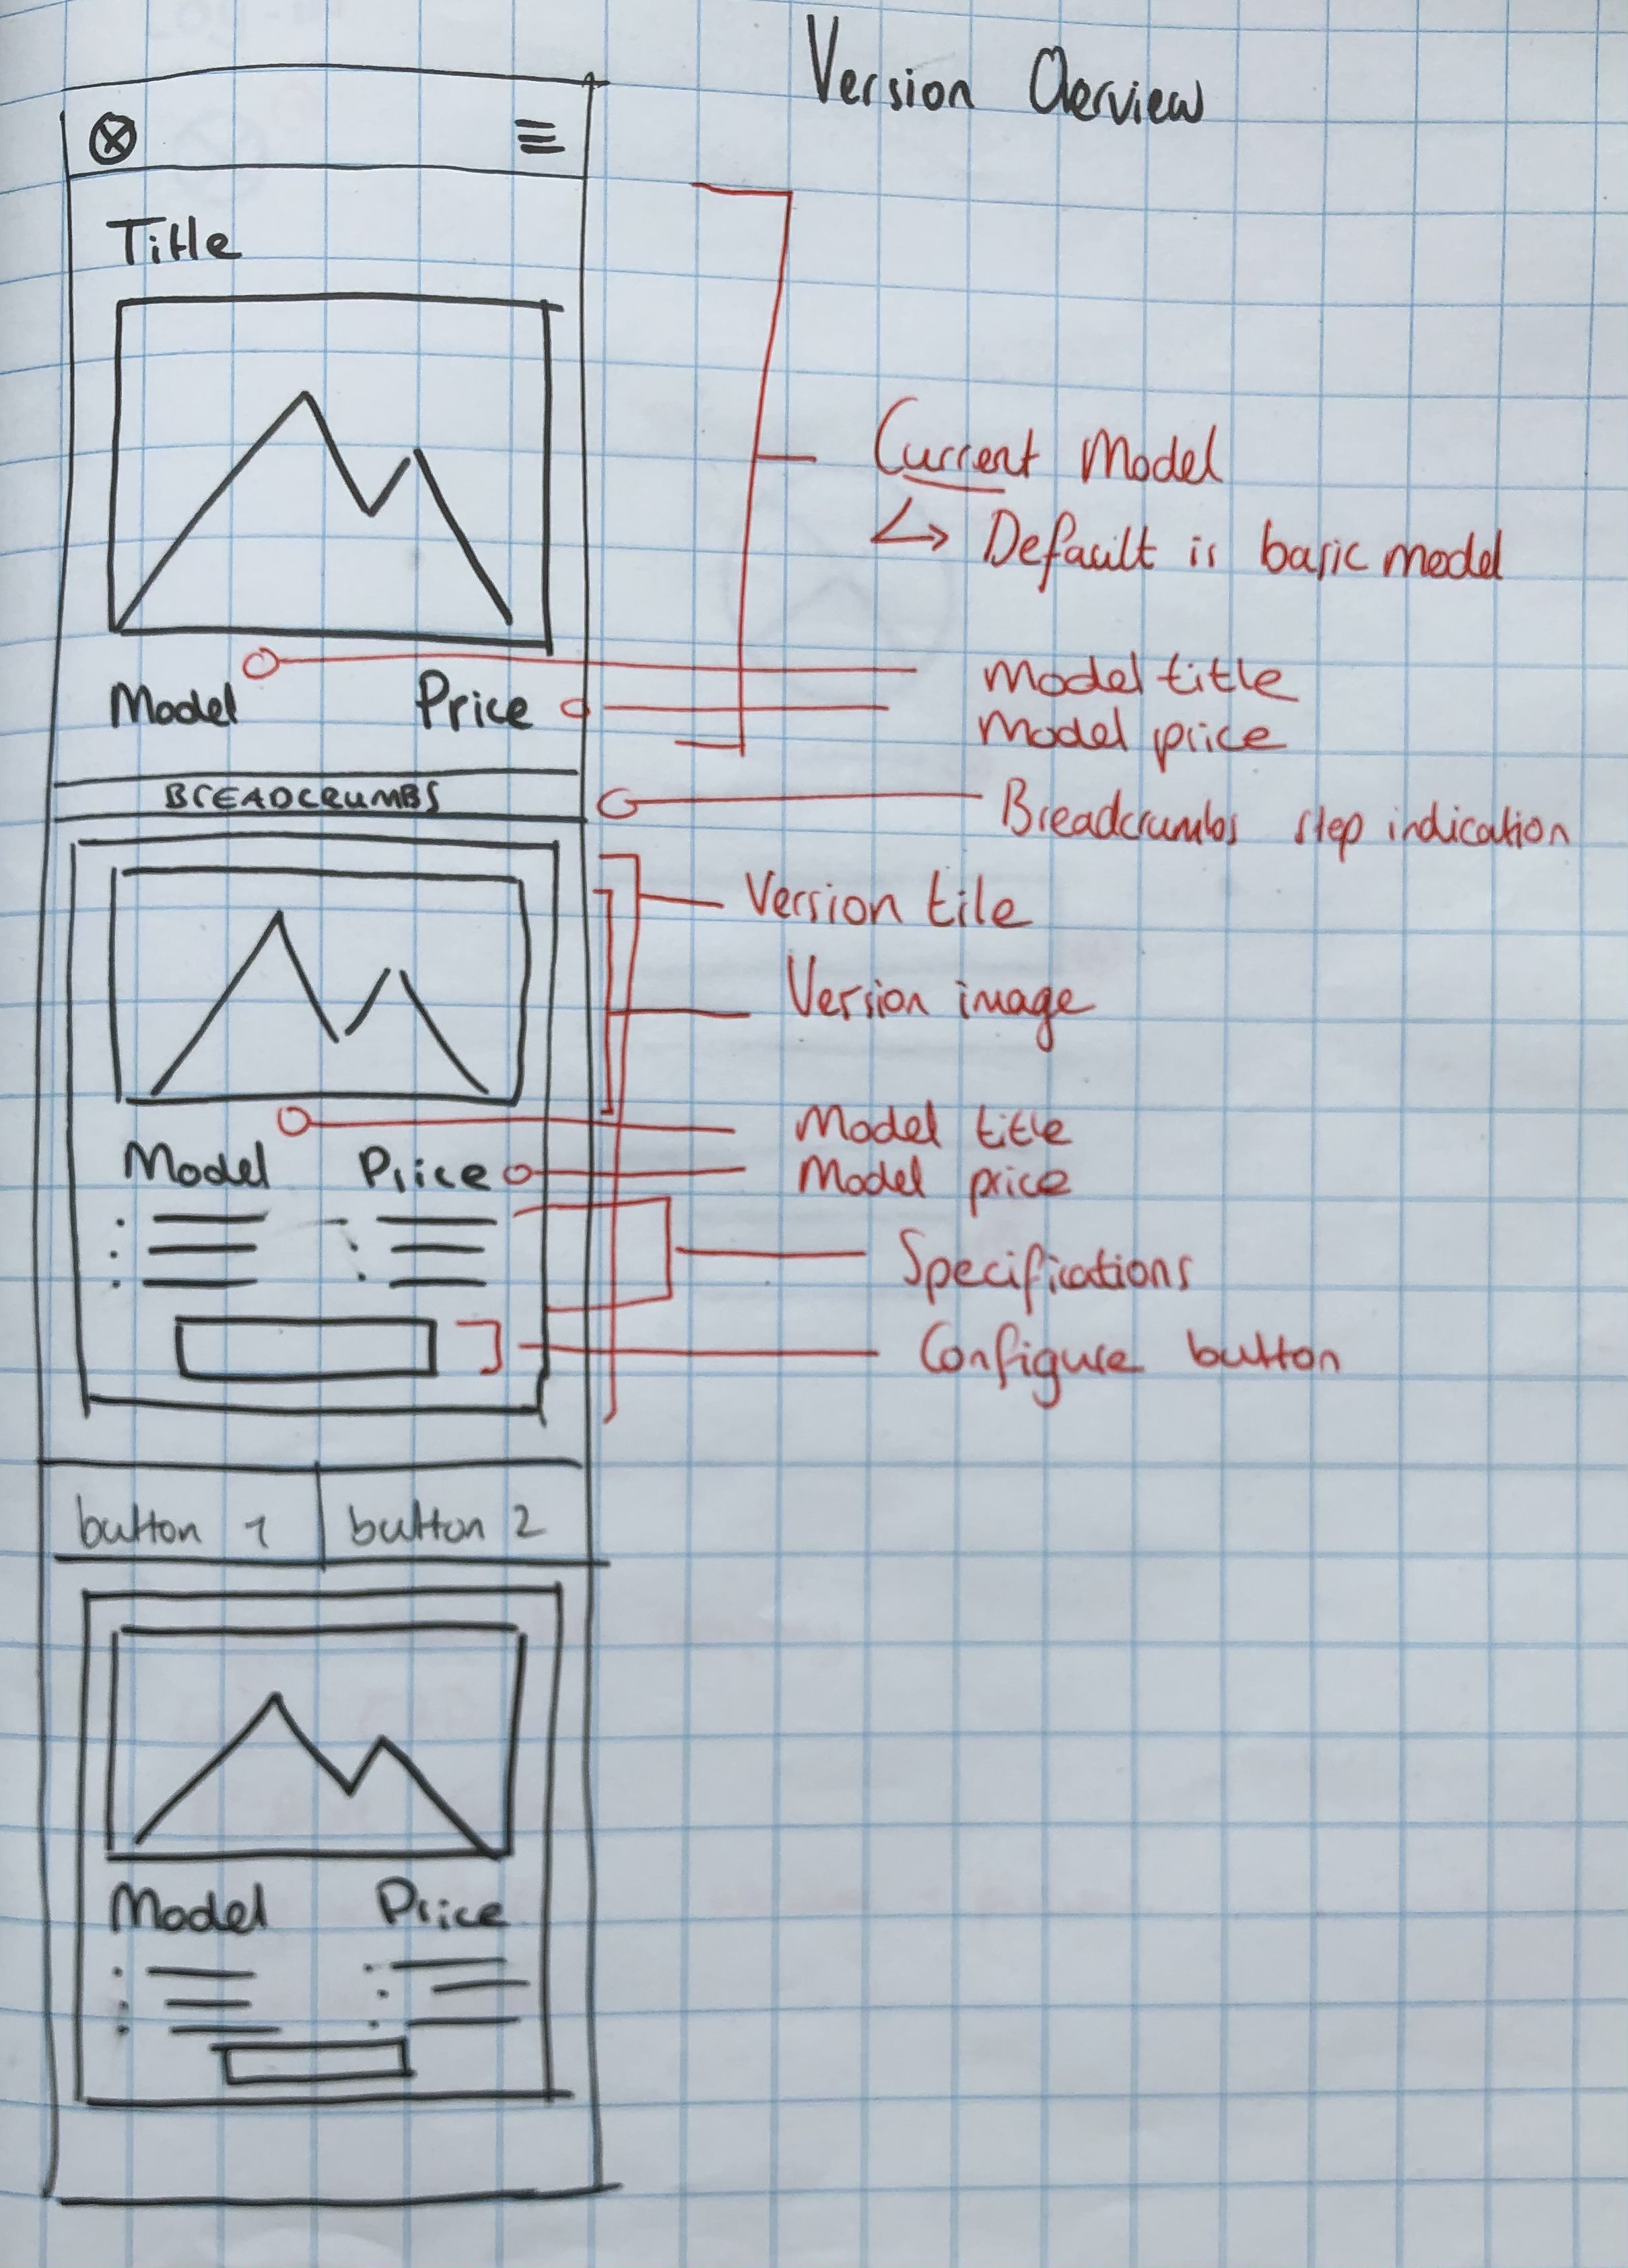 Version Overview
Title
Current Model
Default is basic model
Model title
Model Price
Model price
BREADCRUMBS
Breadcrumbs step indication
Version tile
Version image
Model title
Model Price
Model price
Specifications
Configure button
button 1 button 2
Model Price